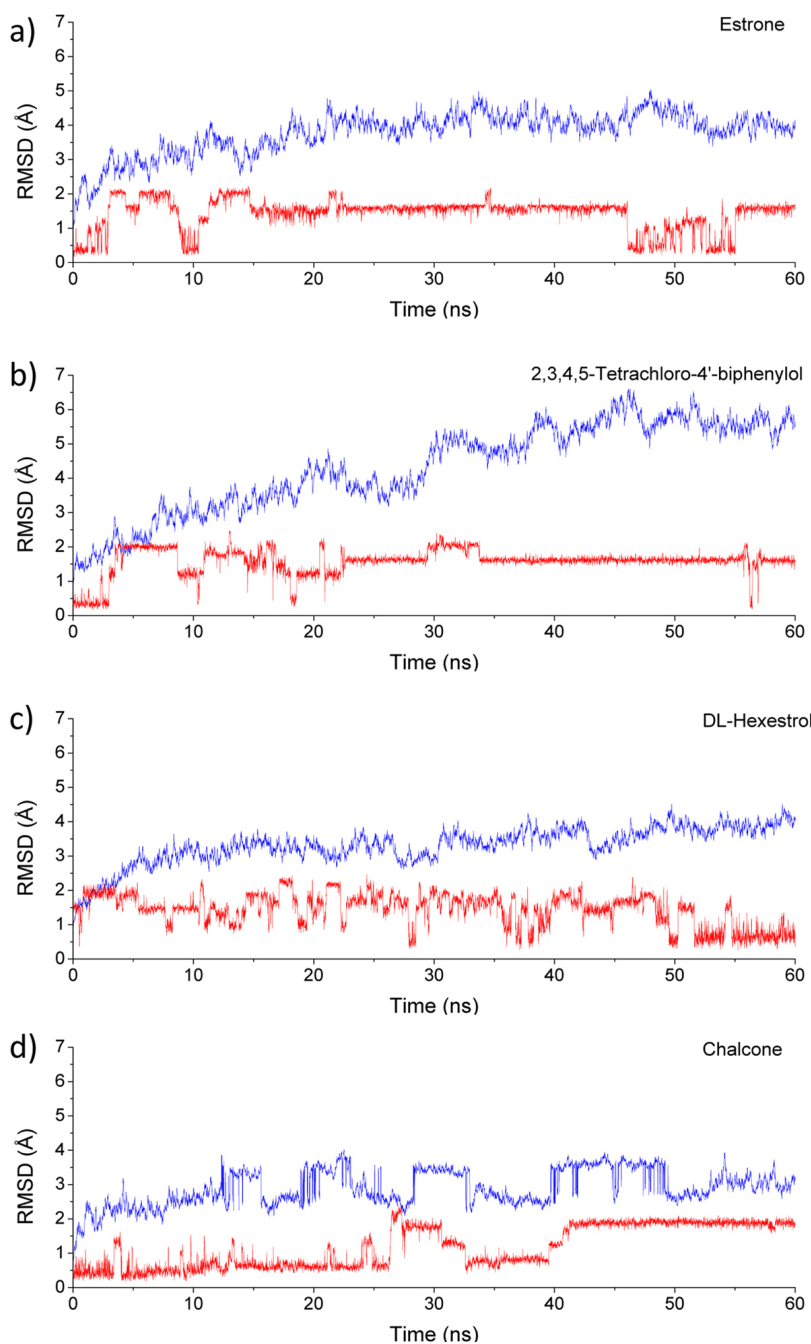 a)
Estrone
7
6
5
4
3
2
1
0
RMSD (Å)
0 10 20 30 40 50 60
Time (ns)
b)
2,3,4,5-Tetrachloro-4'-biphenylol
7
6
5
4
3
2
1
0
RMSD (Å)
0 10 20 30 40 50 60
Time (ns)
c)
DL-Hexestrol
7
6
5
4
3
2
1
0
RMSD (Å)
0 10 20 30 40 50 60
Time (ns)
d)
Chalcone
7
6
5
4
3
2
1
0
RMSD (Å)
0 10 20 30 40 50 60
Time (ns)